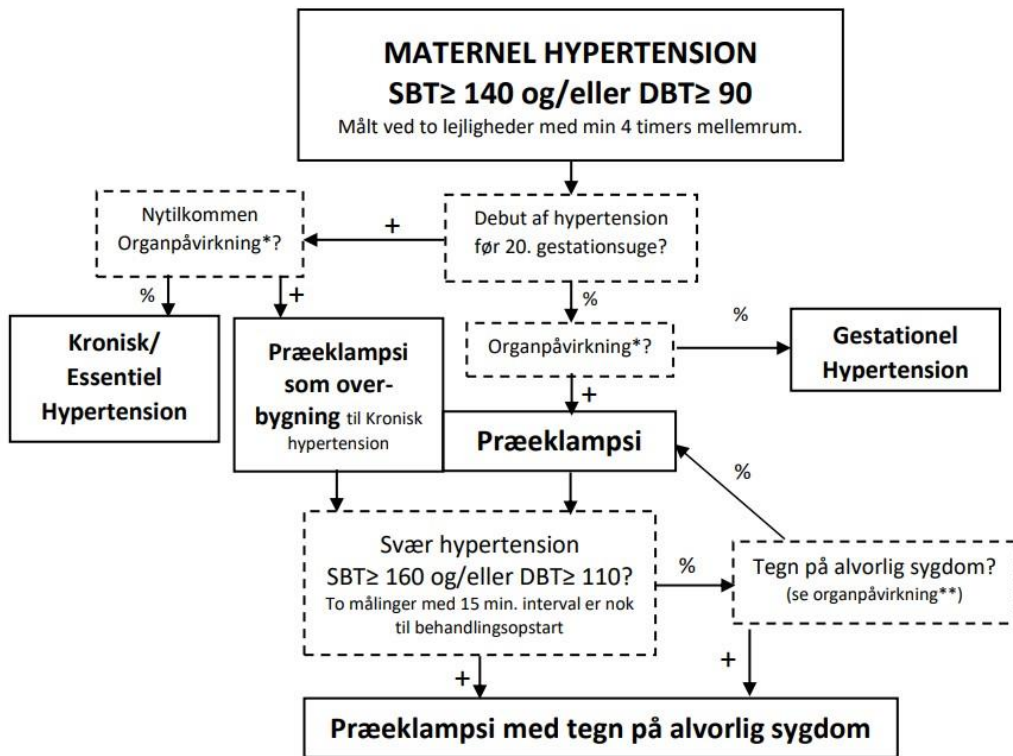 MATERNEL HYPERTENSION
SBT≥ 140 og/eller DBT≥ 90
Målt ved to lejligheder med min 4 timers mellemrum.
Nytilkommen
Organpåvirkning*?
+
Debut af hypertension
før 20. gestationsuge?
%
+
%
%
Kronisk/
Essentiel
Hypertension
Præeklampsi
som over-
bygning til Kronisk
hypertension
Organpåvirkning*?
Gestationel
Hypertension
+
Præeklampsi
%
Svær hypertension
SBT≥ 160 og/eller DBT≥ 110?
To målinger med 15 min. interval er nok
til behandlingsopstart
%
Tegn på alvorlig sygdom?
(se organpåvirkning**)
+
+
Præeklampsi med tegn på alvorlig sygdom